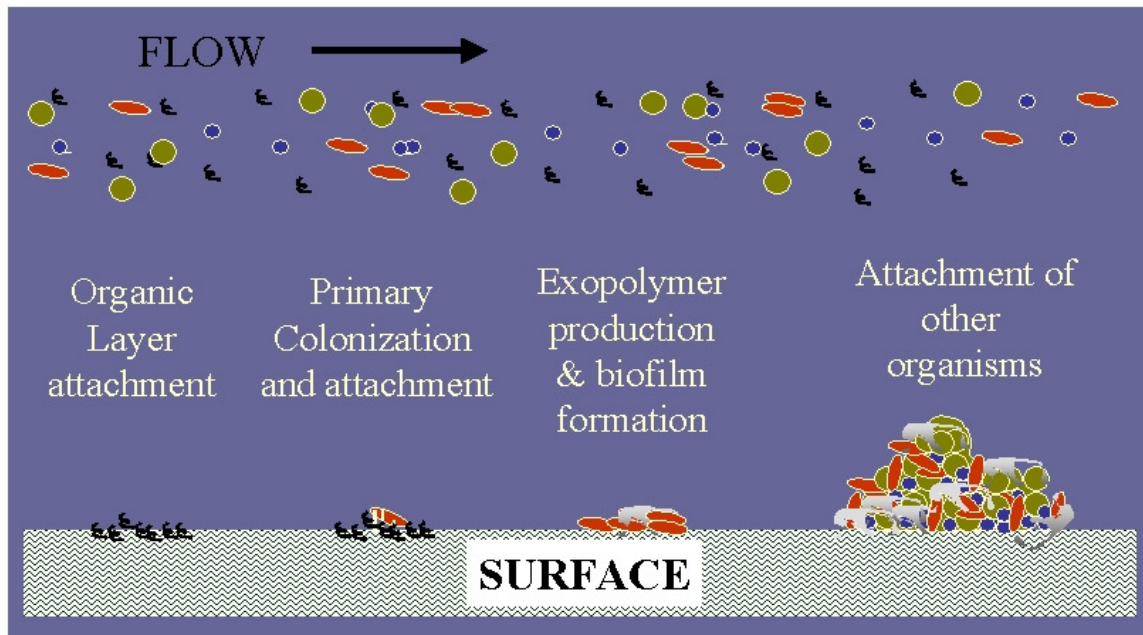 FLOW
Organic
Layer
attachment
Primary
Colonization
and attachment
Exopolymer
production
& biofilm
formation
Attachment of
other
organisms
SURFACE